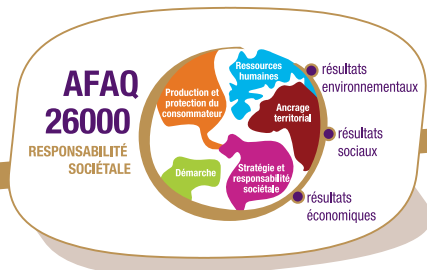 AFAQ
26000
RESPONSABILITÉ
SOCIÉTALE
Ressources
humaines
Production et
protection du
consommateur
Ancrage
territorial
Démarche
Stratégie et
responsabilité
sociétale
résultats
environnementaux
résultats
sociaux
résultats
économiques